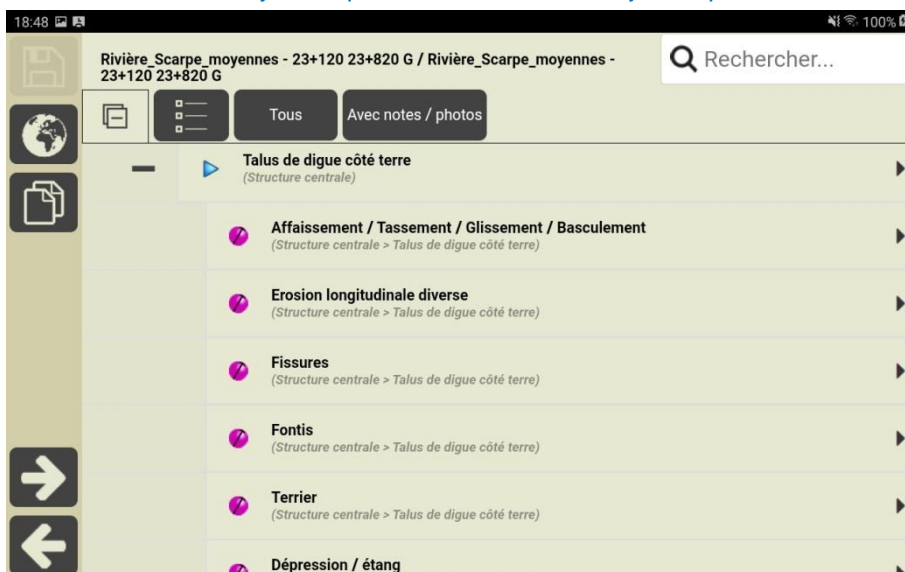 18:48
100%
Rivière_Scarpe_moyennes - 23+120 23+820 G / Rivière_Scarpe_moyennes -
23+120 23+820 G
Rechercher...
Tous
Avec notes / photos
Talus de digue côté terre
(Structure centrale)
Affaissement / Tassement / Glissement / Basculement
(Structure centrale > Talus de digue côté terre)
Erosion longitudinale diverse
(Structure centrale > Talus de digue côté terre)
Fissures
(Structure centrale > Talus de digue côté terre)
Fontis
(Structure centrale > Talus de digue côté terre)
Terrier
(Structure centrale > Talus de digue côté terre)
Dépression / étang